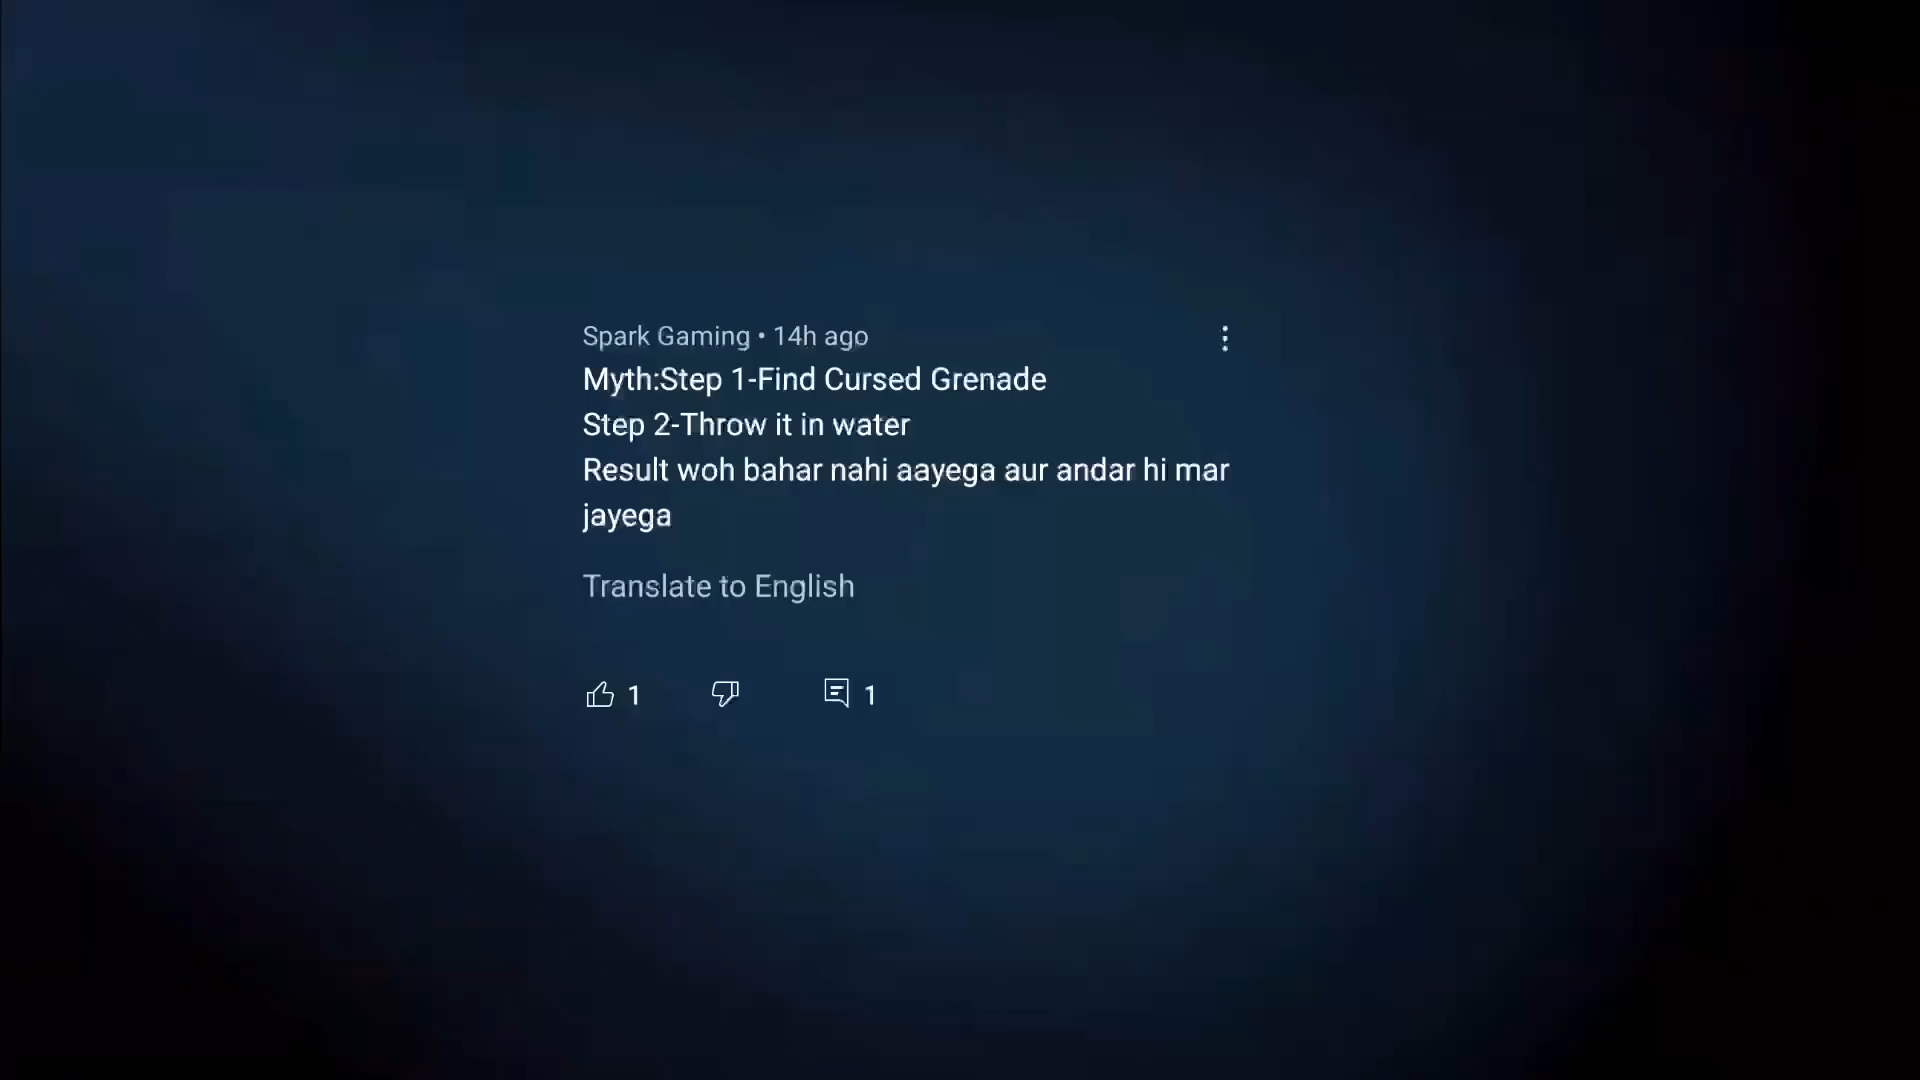 Spark Gaming • 14h ago
Myth:Step 1-Find Cursed Grenade
Step 2-Throw it in water
Result woh bahar nahi aayega aur andar hi mar
jayega
Translate to English
1 1